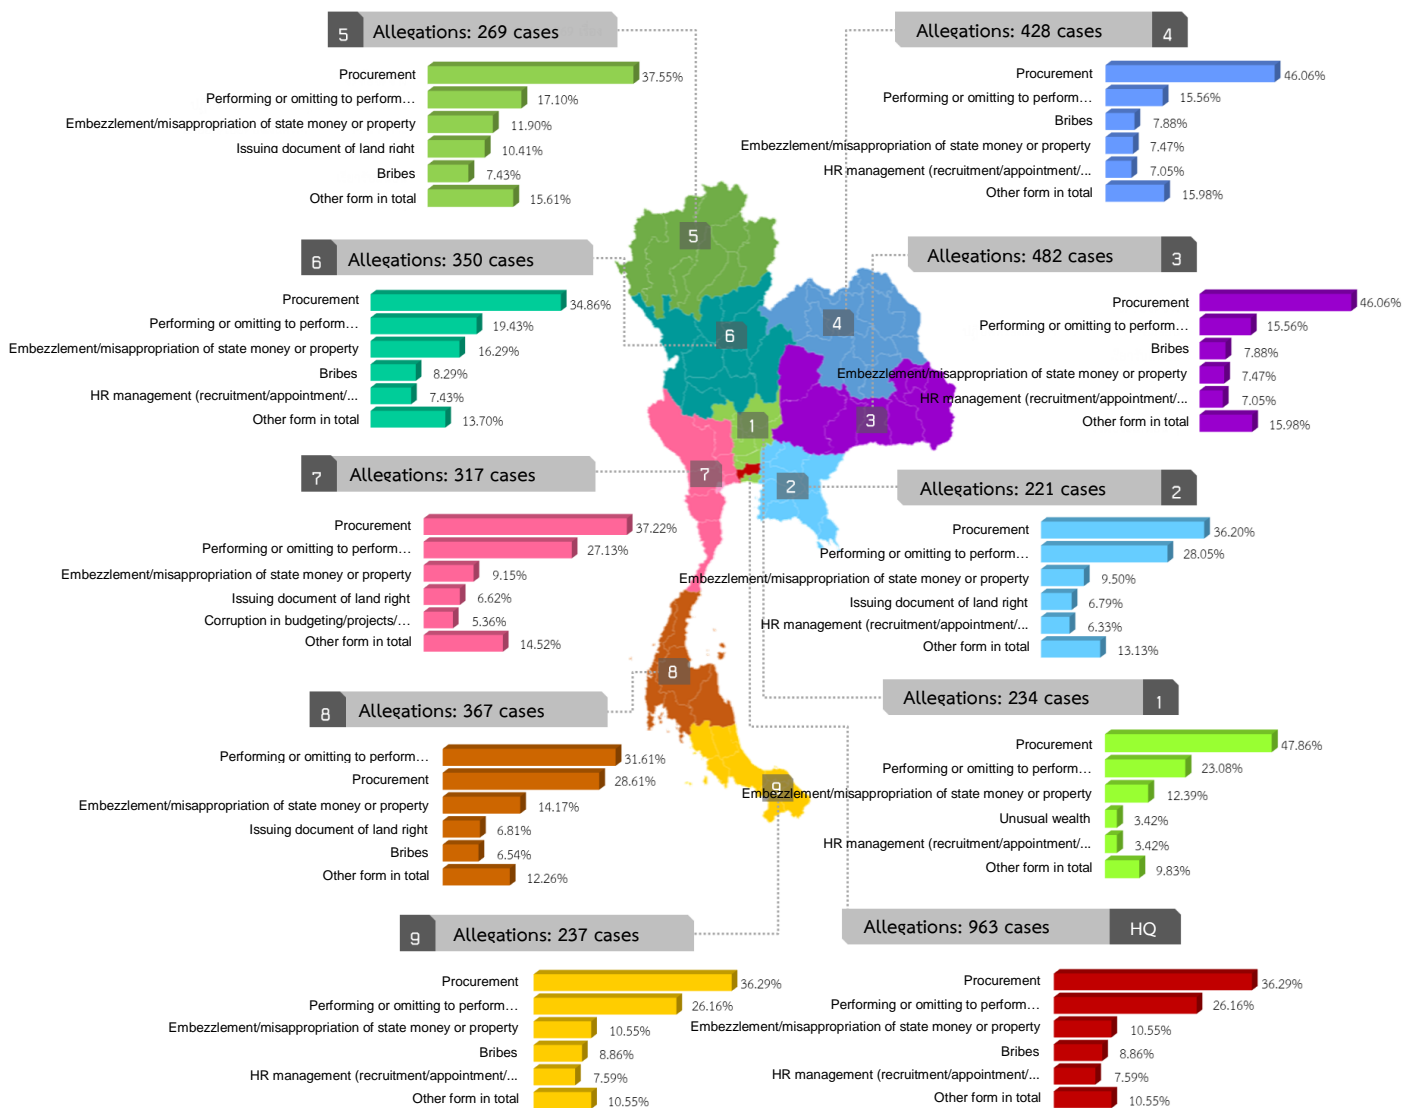 5 Allegations: 269 cases
Procurement 37.55%
Performing or omitting to perform... 17.10%
Embezzlement/misappropriation of state money or property 11.90%
Issuing document of land right 10.41%
Bribes 7.43%
Other form in total 15.61%
Allegations: 428 cases 4
Procurement 46.06%
Performing or omitting to perform... 15.56%
Bribes 7.88%
Embezzlement/misappropriation of state money or property 7.47%
HR management (recruitment/appointment/... 7.05%
Other form in total 15.98%
6 Allegations: 350 cases
Procurement 34.86%
Performing or omitting to perform... 19.43%
Embezzlement/misappropriation of state money or property 16.29%
Bribes 8.29%
HR management (recruitment/appointment/... 7.43%
Other form in total 13.70%
Allegations: 482 cases 3
Procurement 46.06%
Performing or omitting to perform... 15.56%
Bribes 7.88%
Embezzlement/misappropriation of state money or property 7.47%
HR management (recruitment/appointment/... 7.05%
Other form in total 15.98%
5
4
6
1
3
7
2
8
9
7 Allegations: 317 cases
Procurement 37.22%
Performing or omitting to perform... 27.13%
Embezzlement/misappropriation of state money or property 9.15%
Issuing document of land right 6.62%
Corruption in budgeting/projects/... 5.36%
Other form in total 14.52%
Allegations: 221 cases 2
Procurement 36.20%
Performing or omitting to perform... 28.05%
Embezzlement/misappropriation of state money or property 9.50%
Issuing document of land right 6.79%
HR management (recruitment/appointment/... 6.33%
Other form in total 13.13%
8 Allegations: 367 cases
Performing or omitting to perform... 31.61%
Procurement 28.61%
Embezzlement/misappropriation of state money or property 14.17%
Issuing document of land right 6.81%
Bribes 6.54%
Other form in total 12.26%
Allegations: 234 cases 1
Procurement 47.86%
Performing or omitting to perform... 23.08%
Embezzlement/misappropriation of state money or property 12.39%
Unusual wealth 3.42%
HR management (recruitment/appointment/... 3.42%
Other form in total 9.83%
9 Allegations: 237 cases
Procurement 36.29%
Performing or omitting to perform... 26.16%
Embezzlement/misappropriation of state money or property 10.55%
Bribes 8.86%
HR management (recruitment/appointment/... 7.59%
Other form in total 10.55%
Allegations: 963 cases HQ
Procurement 36.29%
Performing or omitting to perform... 26.16%
Embezzlement/misappropriation of state money or property 10.55%
Bribes 8.86%
HR management (recruitment/appointment/... 7.59%
Other form in total 10.55%